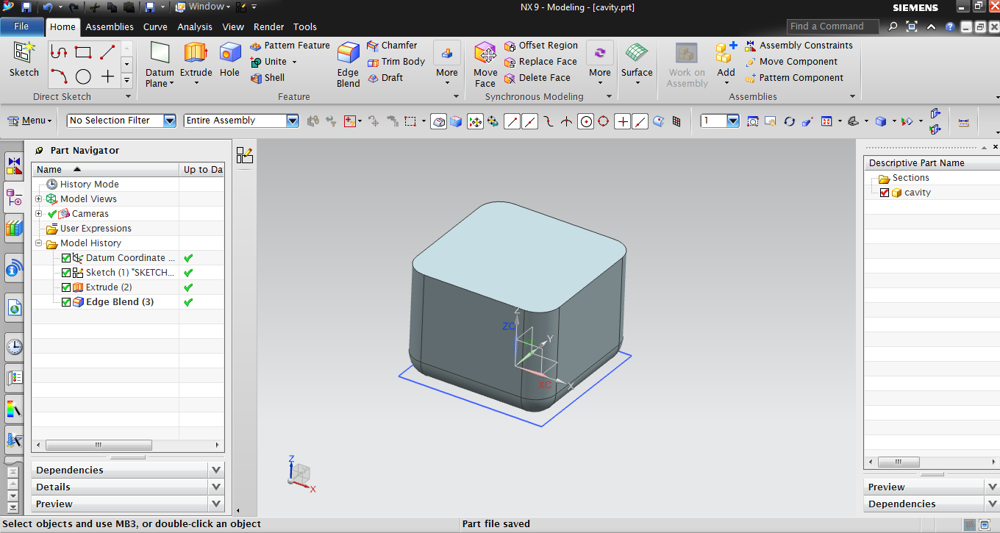 Window
NX 9 - Modeling - [cavity.prt]
SIEMENS
File Home Assemblies Curve Analysis View Render Tools
Find a Command
Sketch
Direct Sketch
Datum Plane
Extrude
Hole
Pattern Feature
Unite
Shell
Edge Blend
Chamfer
Trim Body
Draft
More
Feature
Move Face
Offset Region
Replace Face
Delete Face
More
Synchronous Modeling
Surface
Work on Assembly
Add
Assembly Constraints
Move Component
Pattern Component
Assemblies
Menu
No Selection Filter
Entire Assembly
1
Part Navigator
Name Up to Da
History Mode
Model Views
Cameras
User Expressions
Model History
Datum Coordinate ...
Sketch (1) "SKETCH...
Extrude (2)
Edge Blend (3)
Dependencies
Details
Preview
Z
ZC
Y
XC
X
Z
X
Descriptive Part Name
Sections
cavity
Preview
Dependencies
Select objects and use MB3, or double-click an object
Part file saved